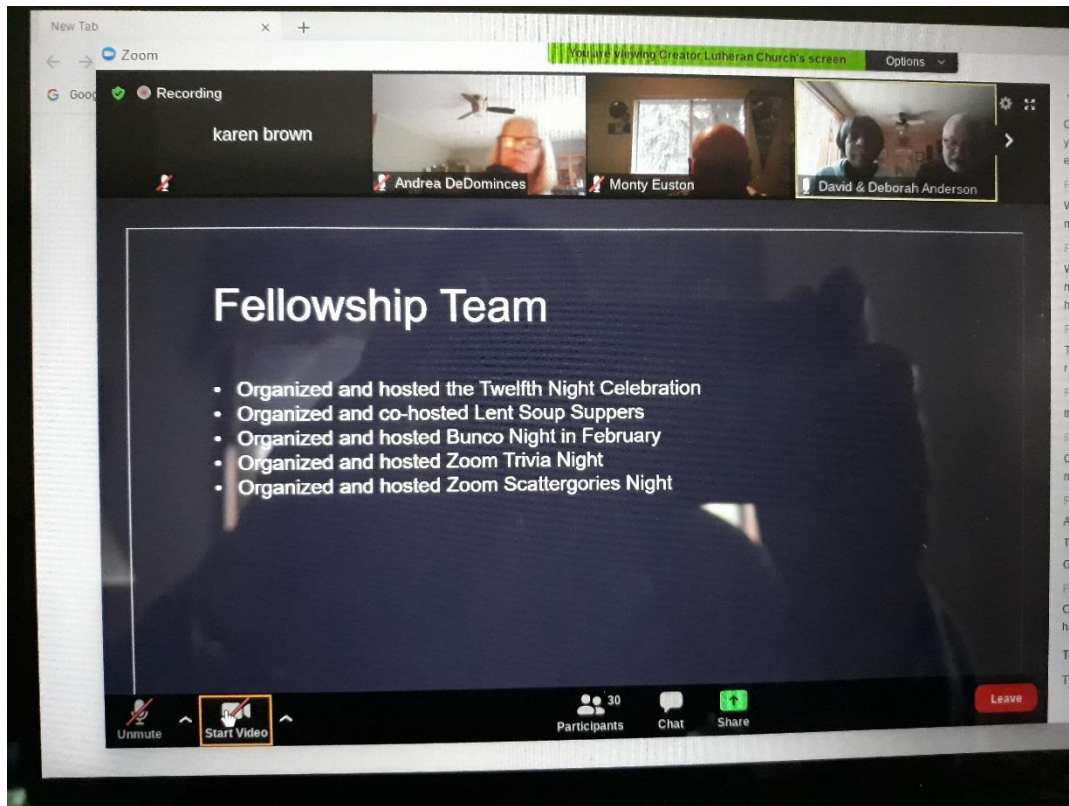 New Tab
Zoom
You are viewing Creator Lutheran Church's screen
Options
G Goog
Recording
karen brown
Andrea DeDominces
Monty Euston
David & Deborah Anderson
Fellowship Team
• Organized and hosted the Twelfth Night Celebration
• Organized and co-hosted Lent Soup Suppers
• Organized and hosted Bunco Night in February
• Organized and hosted Zoom Trivia Night
• Organized and hosted Zoom Scattergories Night
Unmute
Start Video
30
Participants
Chat
Share
Leave